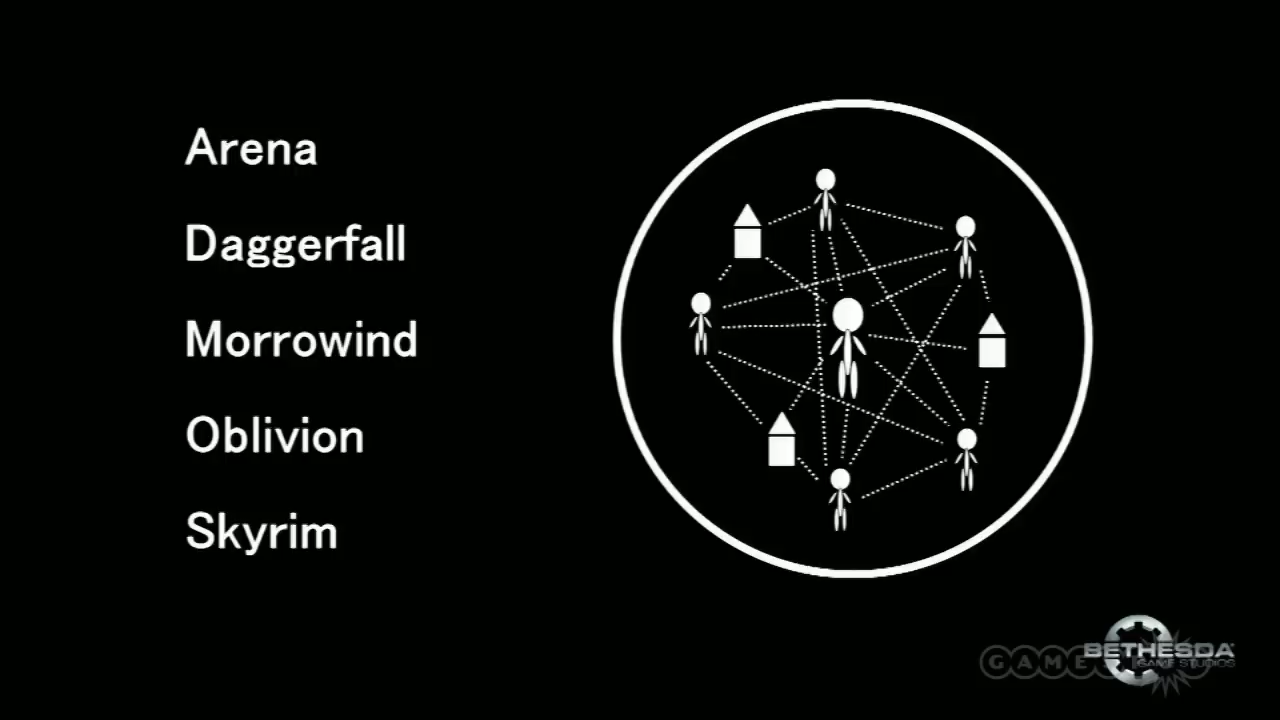 Arena
Daggerfall
Morrowind
Oblivion
Skyrim
BETHESDA
GAME STUDIOS